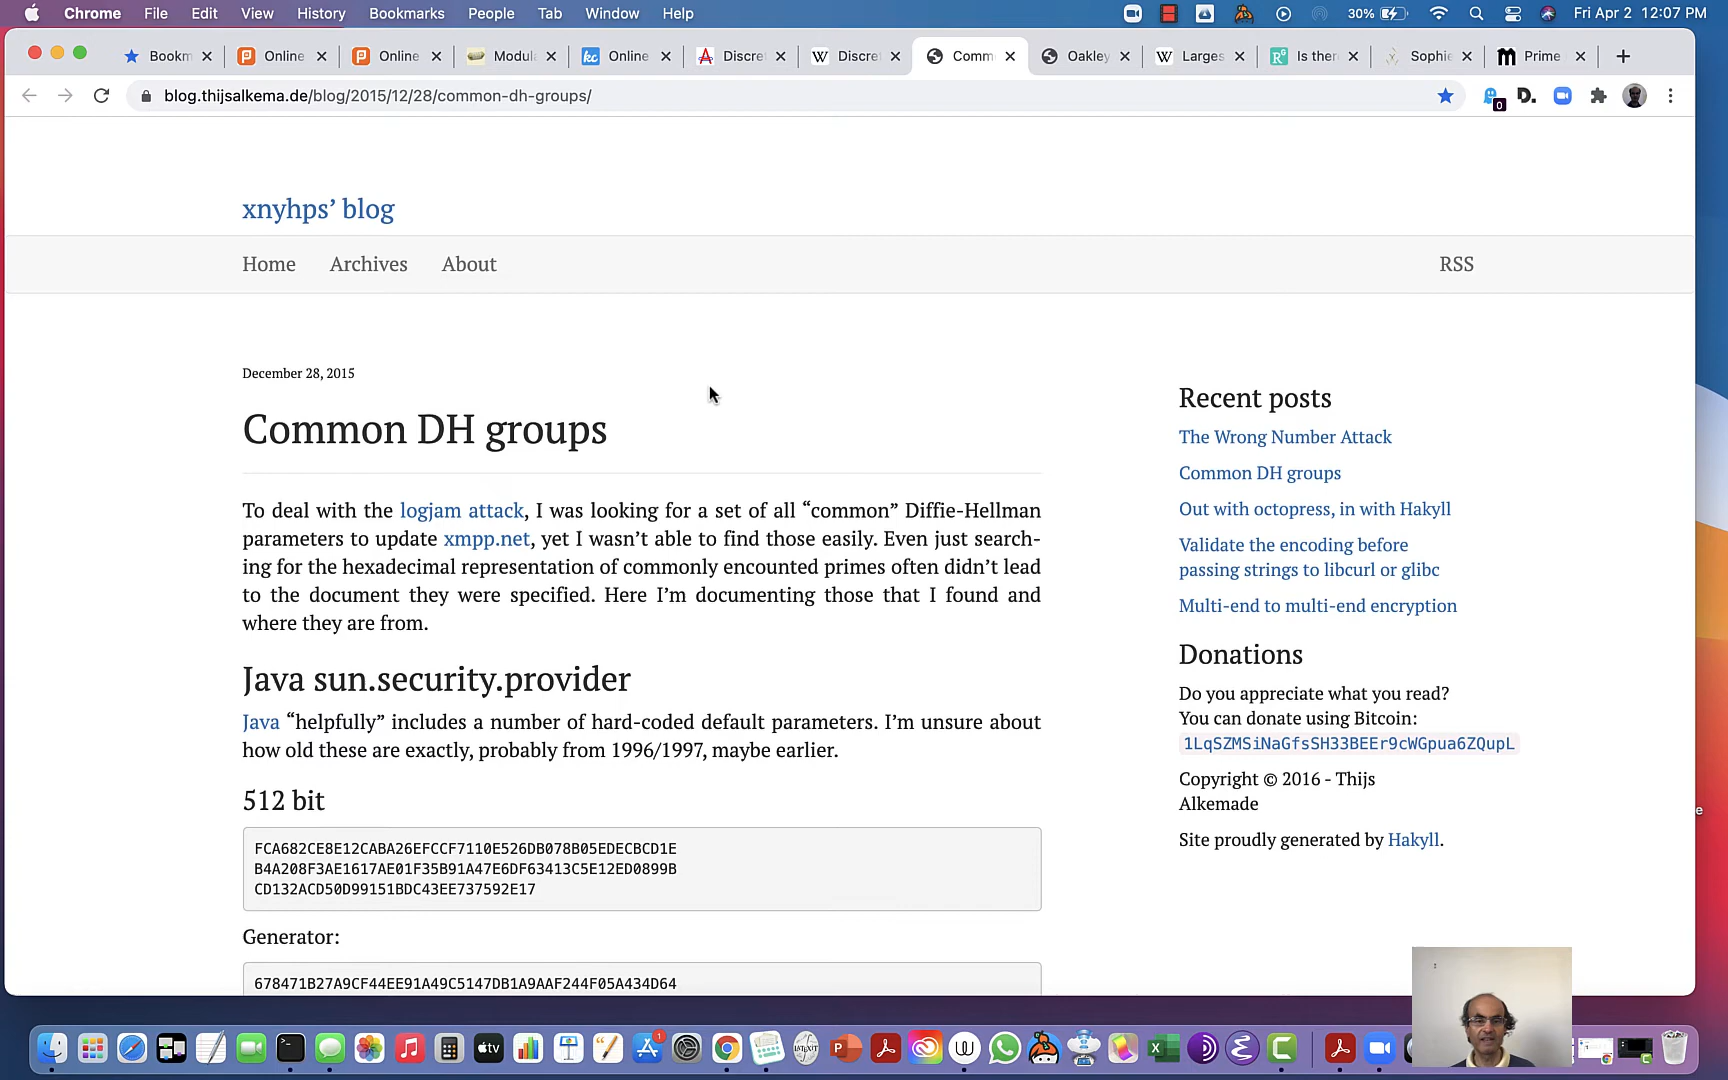 Chrome File Edit View History Bookmarks People Tab Window Help 30% Fri Apr 2 12:07 PM
Bookm Online Online Modula Online Discre Discre Comm Oakley Larges Is ther Sophie Prime
blog.thijsalkema.de/blog/2015/12/28/common-dh-groups/
xnyhps’ blog
Home Archives About RSS
December 28, 2015
Common DH groups
To deal with the logjam attack, I was looking for a set of all “common” Diffie-Hellman
parameters to update xmpp.net, yet I wasn’t able to find those easily. Even just search-
ing for the hexadecimal representation of commonly encounted primes often didn’t lead
to the document they were specified. Here I’m documenting those that I found and
where they are from.
Java sun.security.provider
Java “helpfully” includes a number of hard-coded default parameters. I’m unsure about
how old these are exactly, probably from 1996/1997, maybe earlier.
512 bit
FCA682CE8E12CABA26EFCCF7110E526DB078B05EDECBCD1E
B4A208F3AE1617AE01F35B91A47E6DF63413C5E12ED0899B
CD132ACD50D99151BDC43EE737592E17
Generator:
678471B27A9CF44EE91A49C5147DB1A9AAF244F05A434D64
Recent posts
The Wrong Number Attack
Common DH groups
Out with octopress, in with Hakyll
Validate the encoding before
passing strings to libcurl or glibc
Multi-end to multi-end encryption
Donations
Do you appreciate what you read?
You can donate using Bitcoin:
1LqSZMSiNaGfsSH33BEEr9cWGpua6ZQupL
Copyright © 2016 - Thijs
Alkemade
Site proudly generated by Hakyll.